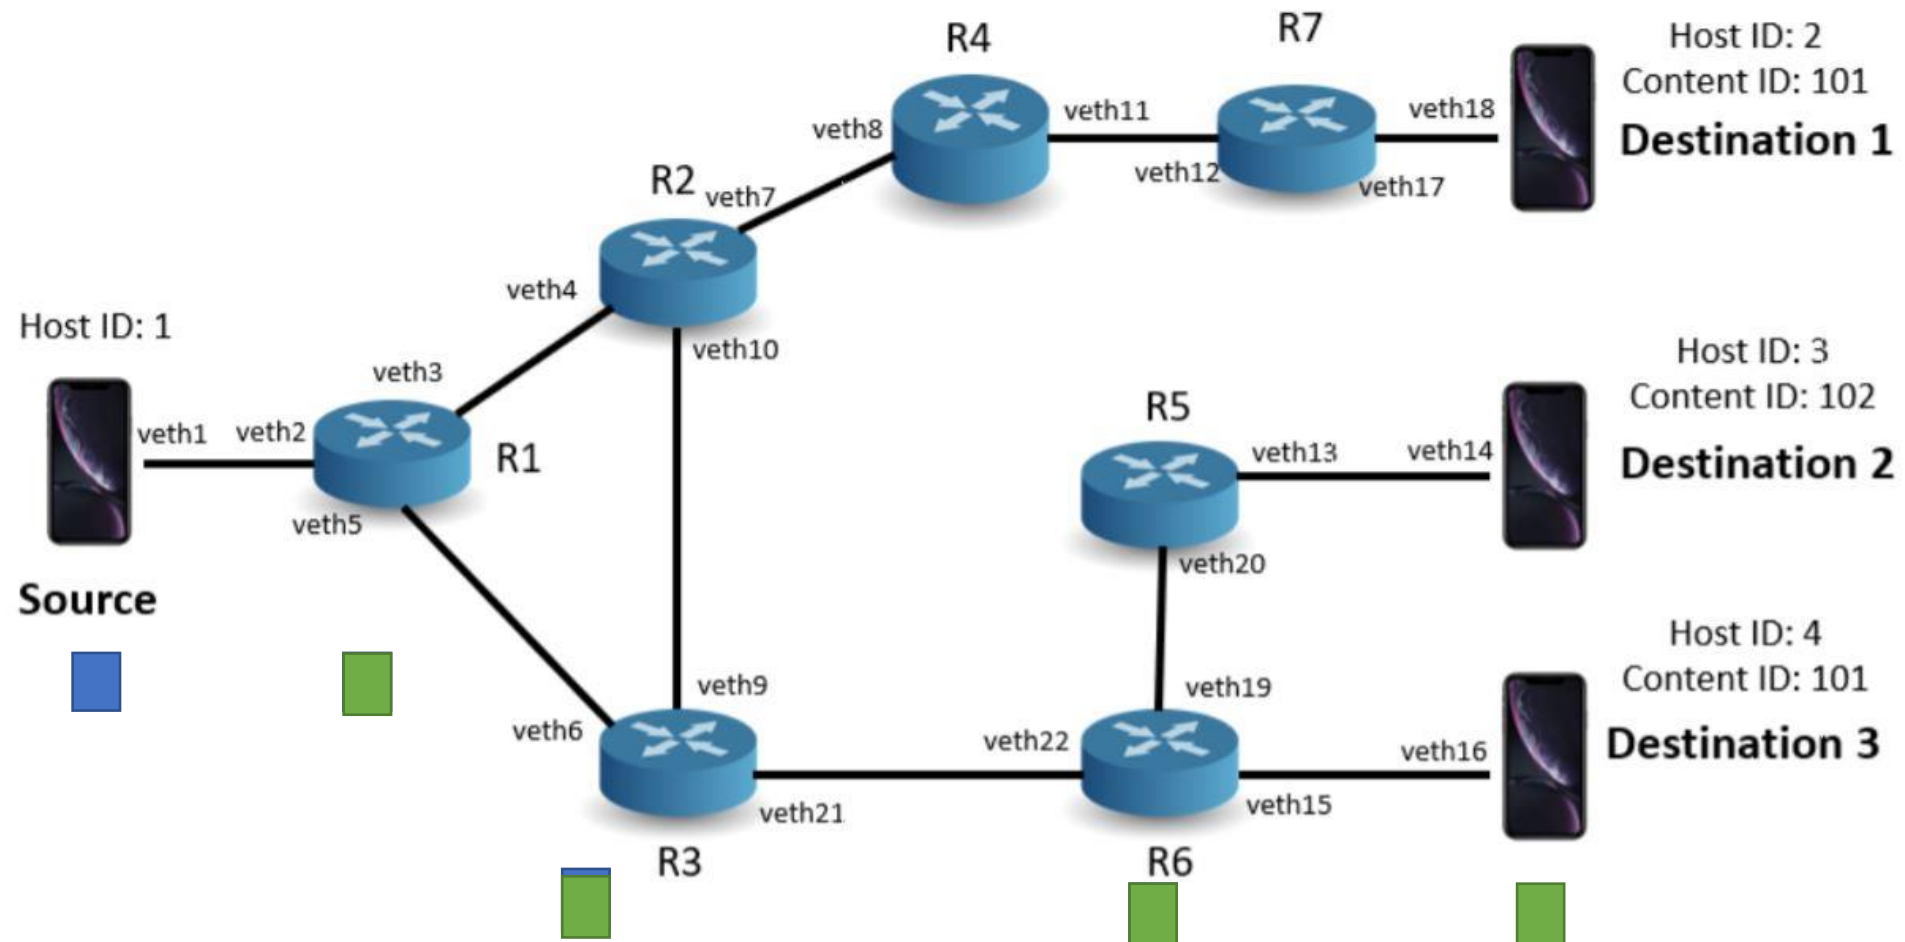 R4
R7
Host ID: 2
Content ID: 101
Destination 1
veth8
veth11
veth12
veth18
veth17
R2
veth7
veth4
veth10
Host ID: 1
veth1
veth2
veth3
R1
veth5
Source
Host ID: 3
Content ID: 102
Destination 2
R5
veth13
veth14
veth20
Host ID: 4
Content ID: 101
Destination 3
veth9
veth6
veth21
R3
veth19
veth22
veth16
veth15
R6